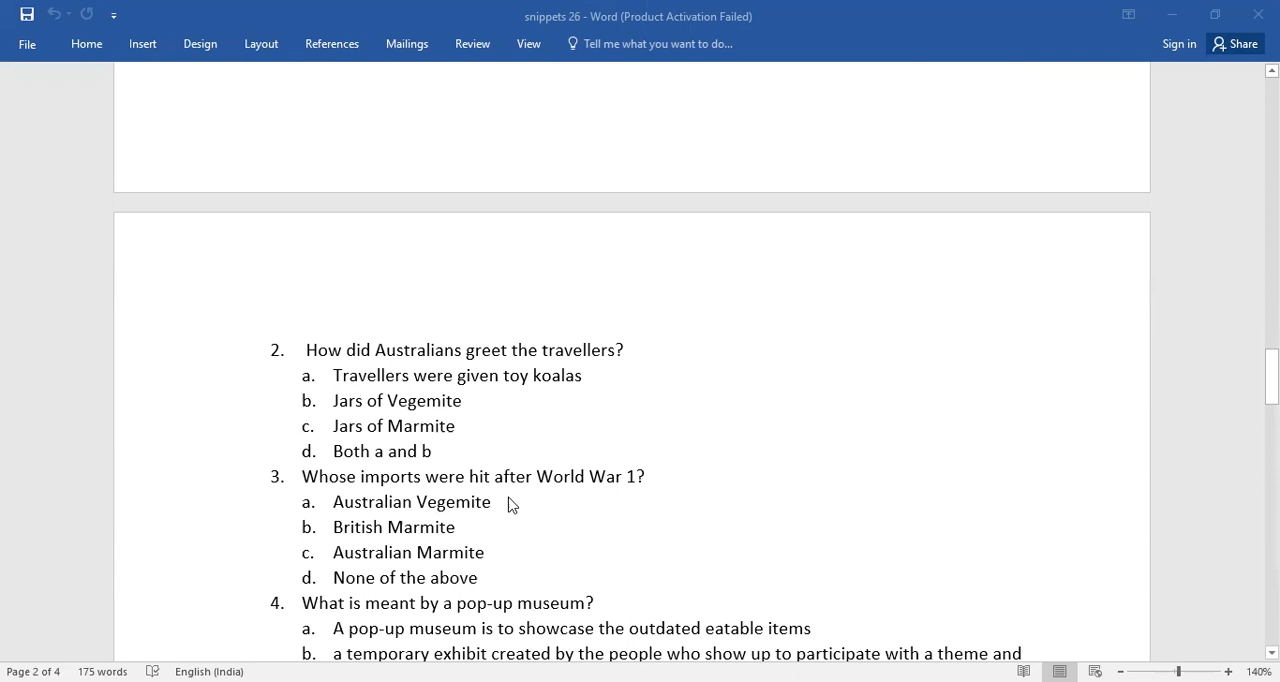 snippets 26 - Word (Product Activation Failed)
File Home Insert Design Layout References Mailings Review View Tell me what you want to do... Sign in Share
2. How did Australians greet the travellers?
a. Travellers were given toy koalas
b. Jars of Vegemite
c. Jars of Marmite
d. Both a and b
3. Whose imports were hit after World War 1?
a. Australian Vegemite
b. British Marmite
c. Australian Marmite
d. None of the above
4. What is meant by a pop-up museum?
a. A pop-up museum is to showcase the outdated eatable items
b. a temporary exhibit created by the people who show up to participate with a theme and
Page 2 of 4 175 words English (India) 140%